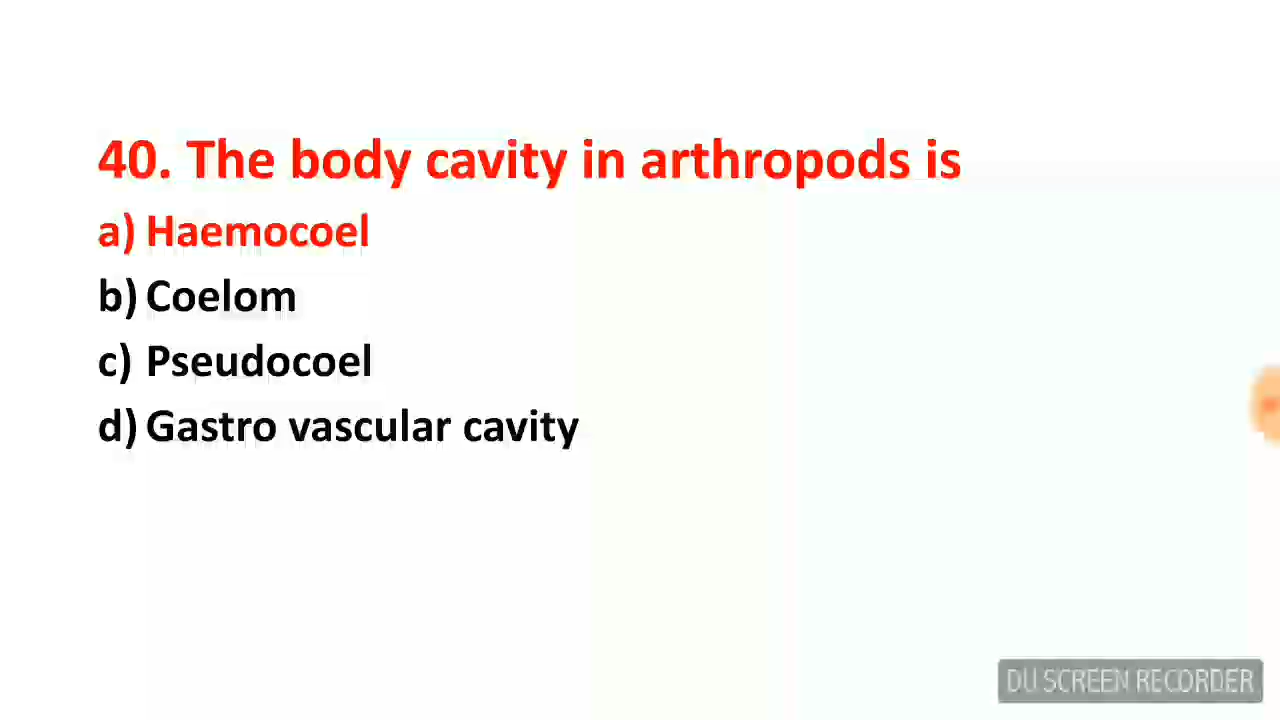 40. The body cavity in arthropods is
a) Haemocoel
b) Coelom
c) Pseudocoel
d) Gastro vascular cavity
DU SCREEN RECORDER